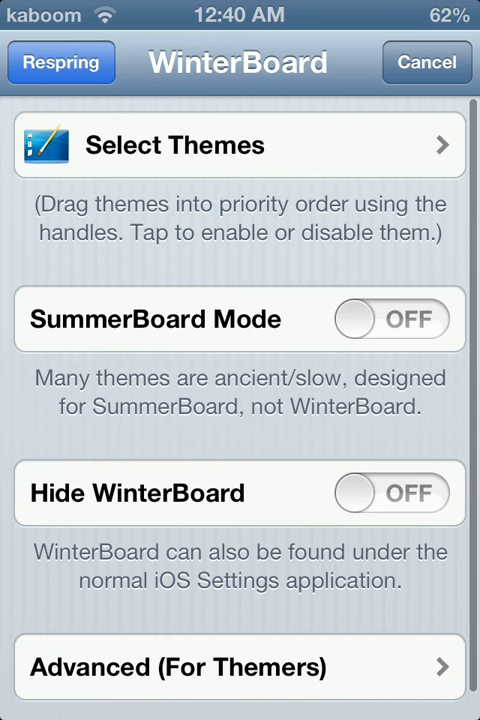 kaboom 12:40 AM 62%
Respring WinterBoard Cancel
Select Themes
(Drag themes into priority order using the
handles. Tap to enable or disable them.)
SummerBoard Mode OFF
Many themes are ancient/slow, designed
for SummerBoard, not WinterBoard.
Hide WinterBoard OFF
WinterBoard can also be found under the
normal iOS Settings application.
Advanced (For Themers)